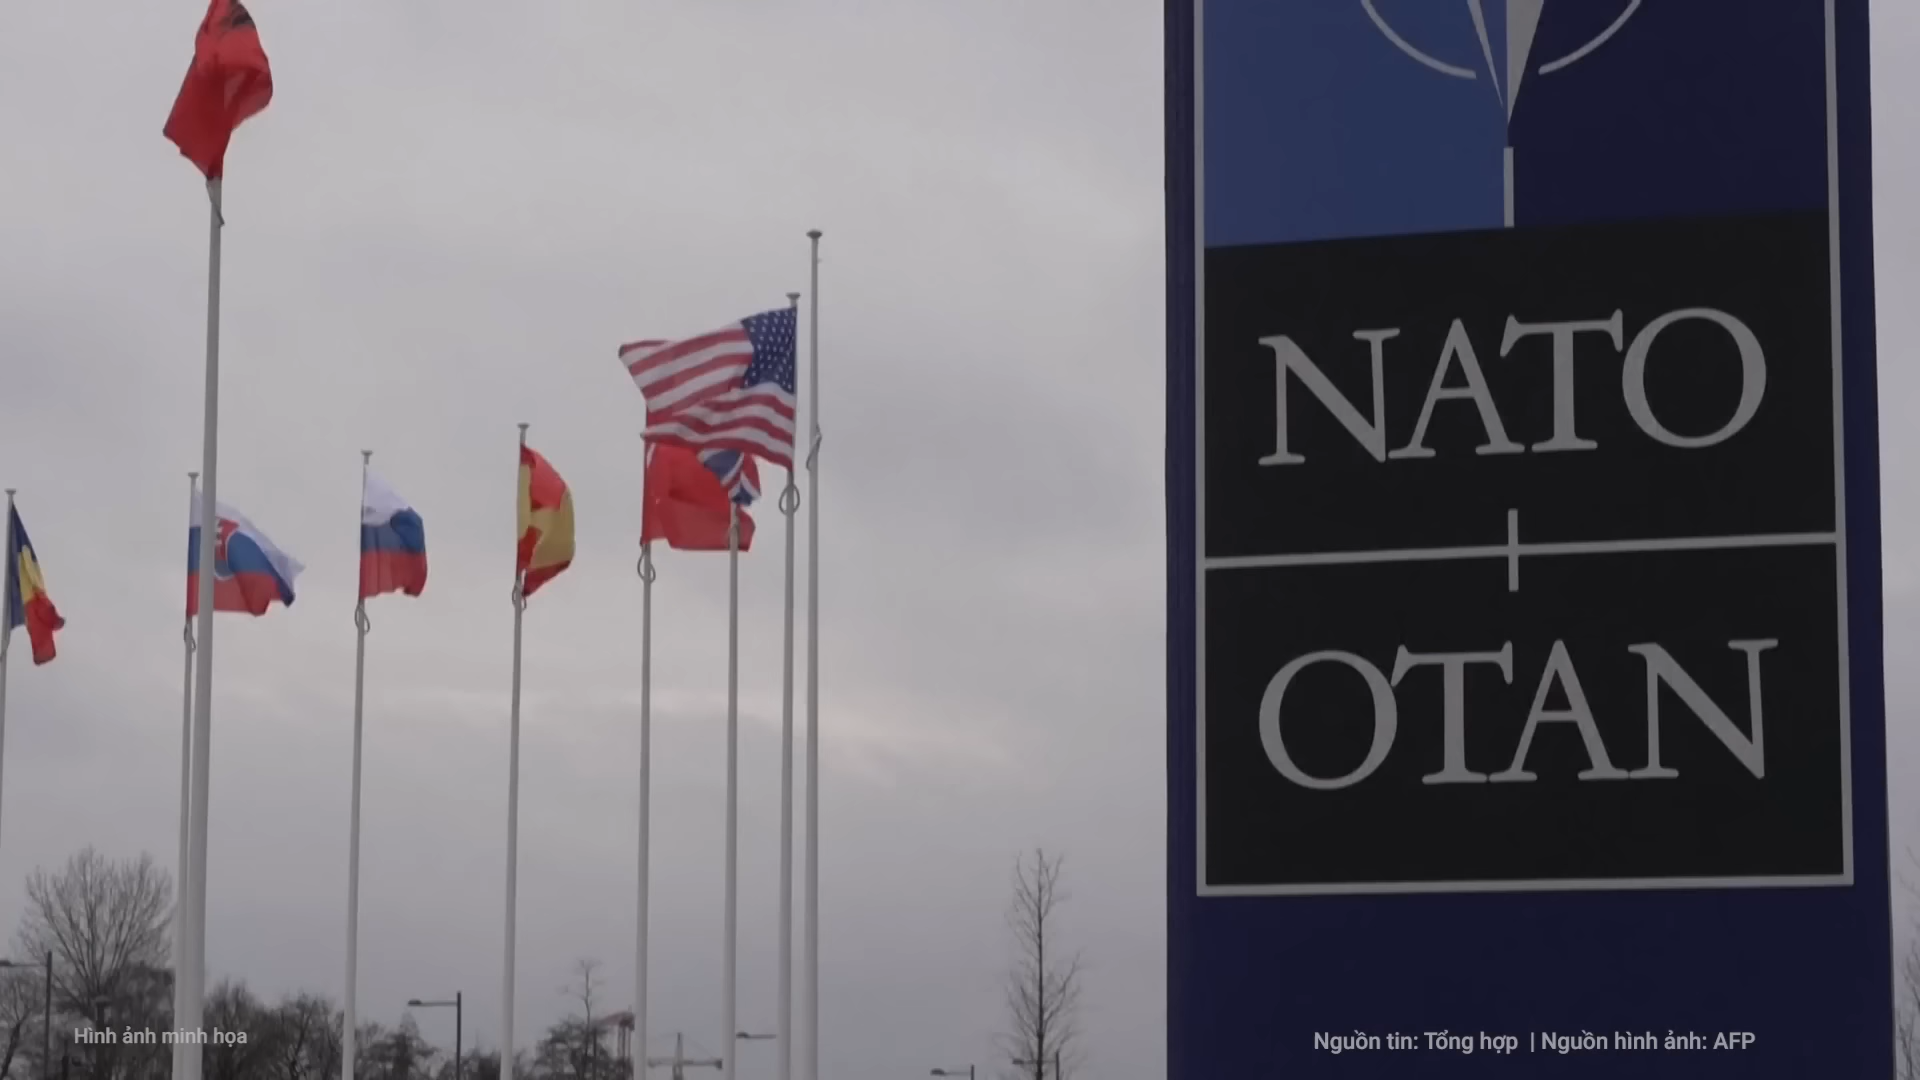 NATO
OTAN
Hình ảnh minh họa
Nguồn tin: Tổng hợp | Nguồn hình ảnh: AFP